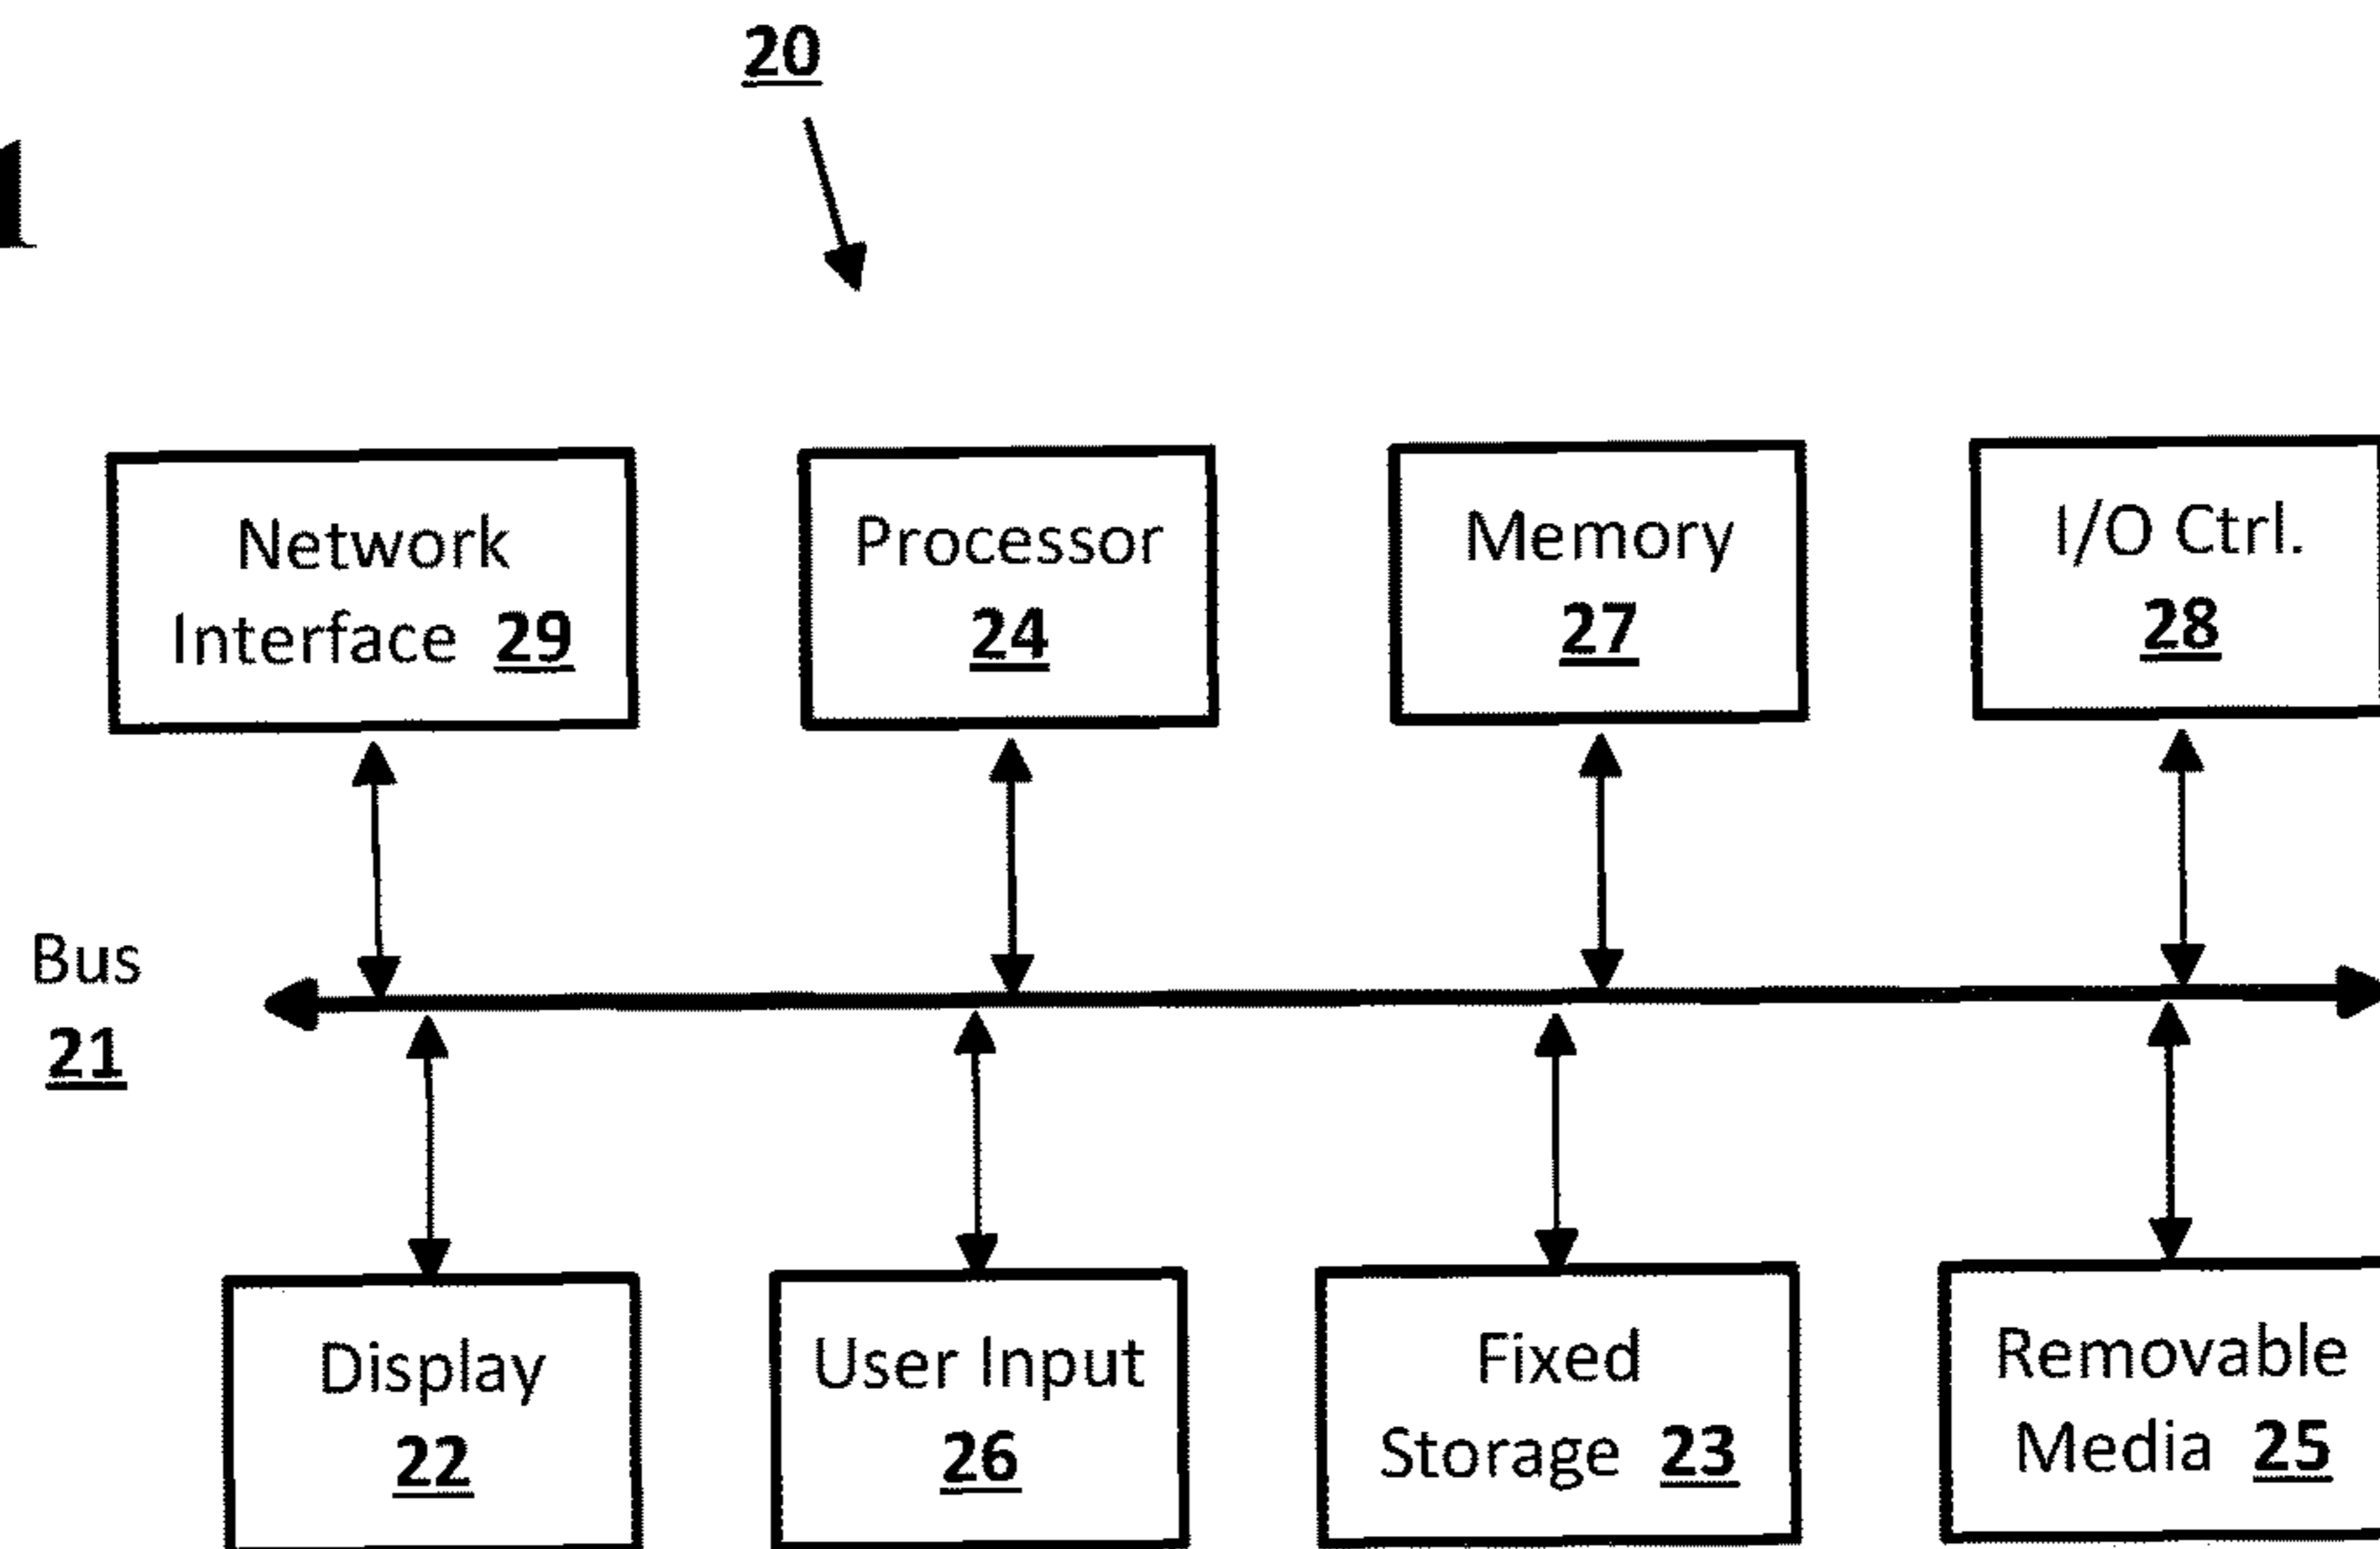 20
1
Network
Interface 29
Processor
24
Memory
27
I/O Ctrl.
28
Bus
21
Display
22
User Input
26
Fixed
Storage 23
Removable
Media 25